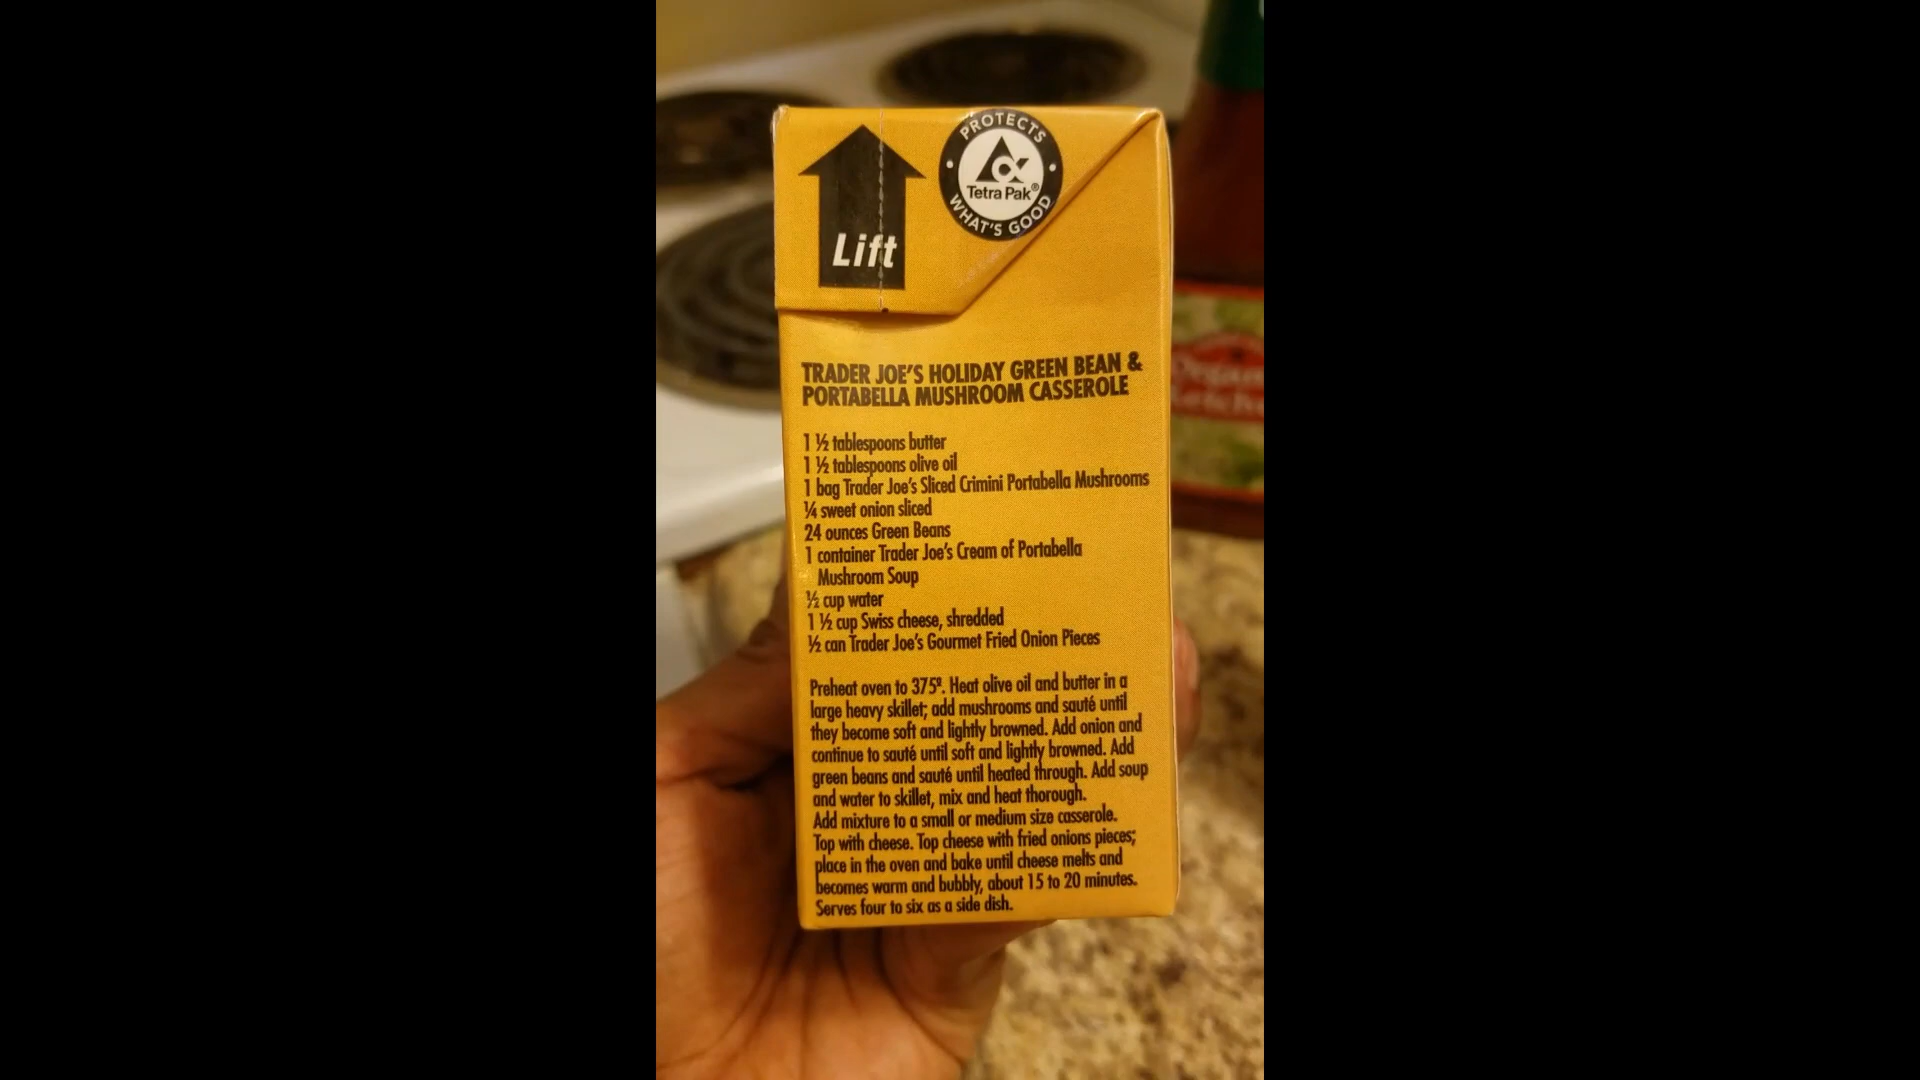 PROTECTS
Tetra Pak®
WHAT'S GOOD
Lift
TRADER JOE'S HOLIDAY GREEN BEAN &
PORTABELLA MUSHROOM CASSEROLE
1 ½ tablespoons butter
1 ½ tablespoons olive oil
1 bag Trader Joe's Sliced Crimini Portabella Mushrooms
¼ sweet onion sliced
24 ounces Green Beans
1 container Trader Joe's Cream of Portabella
Mushroom Soup
½ cup water
1 ½ cup Swiss cheese, shredded
½ can Trader Joe's Gourmet Fried Onion Pieces
Preheat oven to 375º. Heat olive oil and butter in a
large heavy skillet; add mushrooms and sauté until
they become soft and lightly browned. Add onion and
continue to sauté until soft and lightly browned. Add
green beans and sauté until heated through. Add soup
and water to skillet, mix and heat thorough.
Add mixture to a small or medium size casserole.
Top with cheese. Top cheese with fried onions pieces;
place in the oven and bake until cheese melts and
becomes warm and bubbly, about 15 to 20 minutes.
Serves four to six as a side dish.